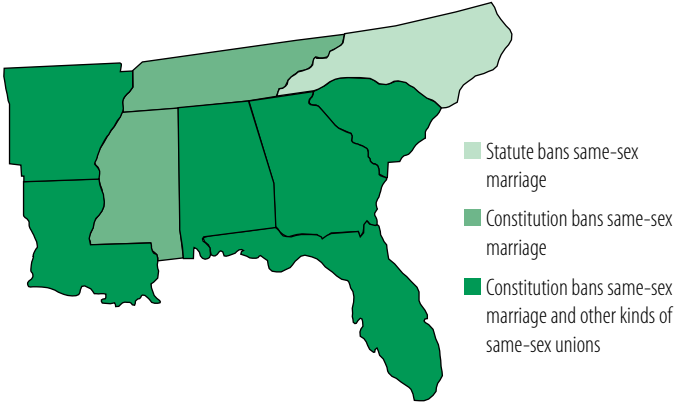 Statute bans same-sex
marriage
Constitution bans same-sex
marriage
Constitution bans same-sex
marriage and other kinds of
same-sex unions